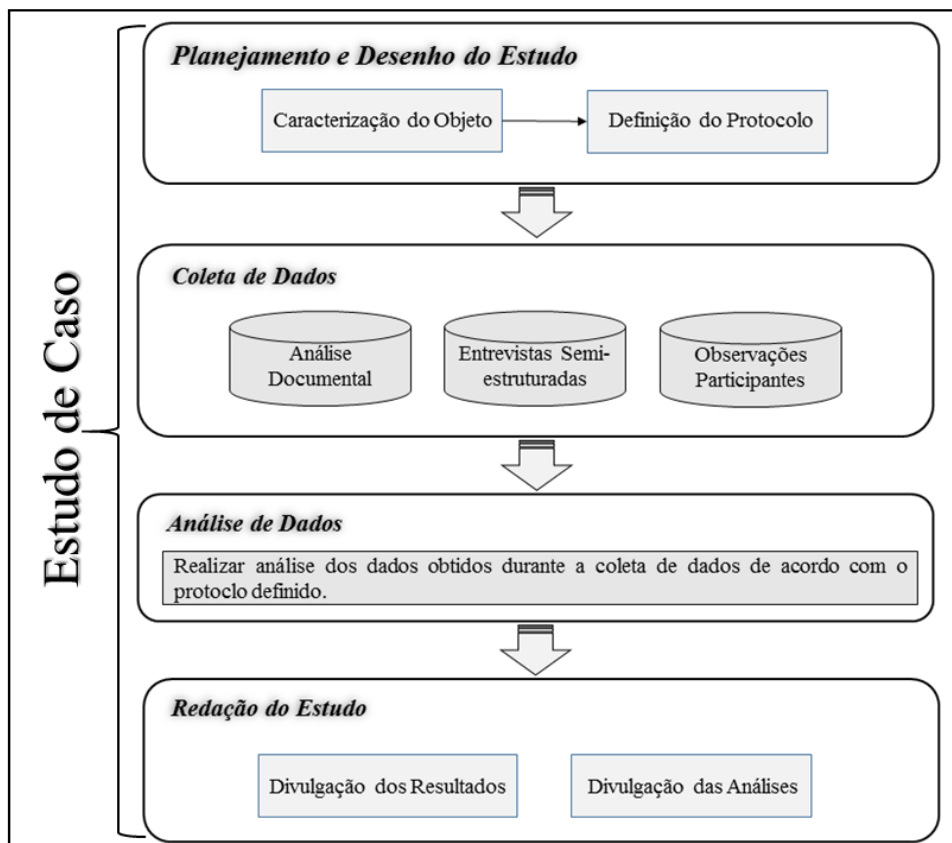 Estudo de Caso
Planejamento e Desenho do Estudo
Caracterização do Objeto
Definição do Protocolo
Coleta de Dados
Análise
Documental
Entrevistas Semi-
estruturadas
Observações
Participantes
Análise de Dados
Realizar análise dos dados obtidos durante a coleta de dados de acordo com o
protoclo definido.
Redação do Estudo
Divulgação dos Resultados
Divulgação das Análises